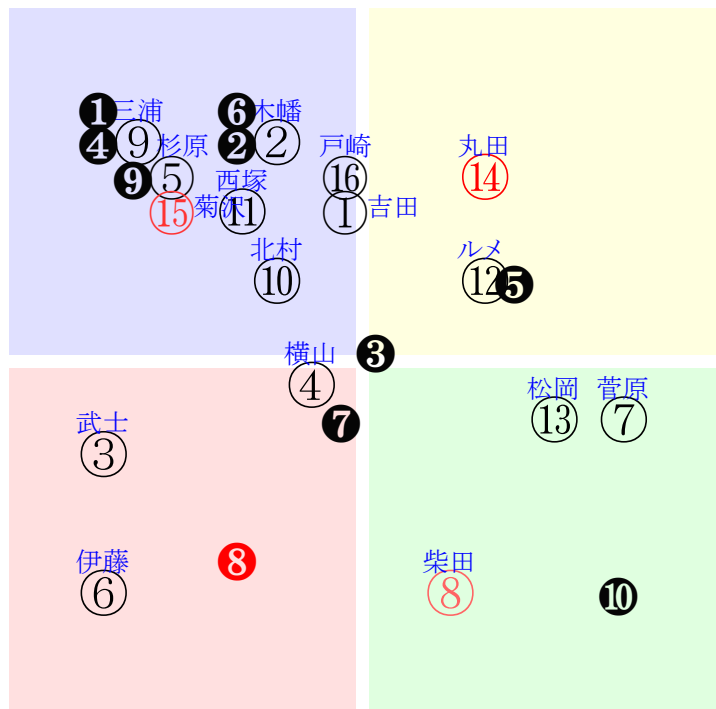 ❶三浦 ❻木幡
❹⑨杉原 ❷② 戸崎 丸田
❾⑤ 西塚 ⑯ ⑭
⑮菊沢 ⑪ ① 吉田
北村 ルメ
⑩ ⑫❺
横山 ❸
④ 松岡 菅原
武士 ❼ ⑬ ⑦
③
伊藤 ❽ 柴田
⑥ ⑧ ❿